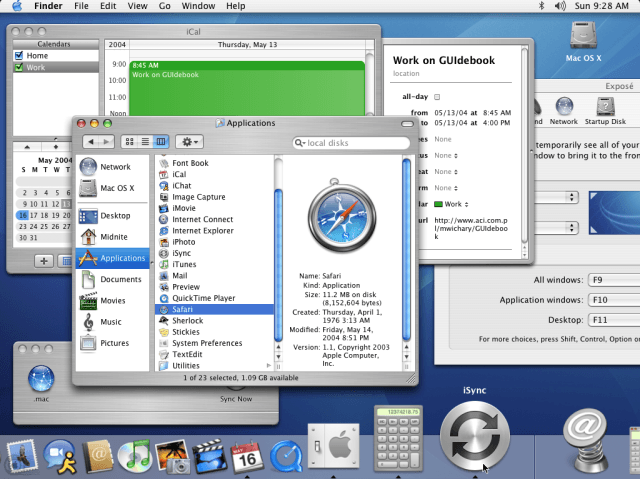 Finder File Edit View Go Window Help
Sun 9:28 AM
iCal
Calendars
Home
Work
2004
Thursday, May 13
9:00
10:00
11:00
Noon
8:45 AM
Work on GUIdebook
May 2004
S M T W T F S
2 3 4 5 6 7 8
9 10 11 12 13 14 15
16 17 18 19 20 21 22
23 24 25 26 27 28 29
30 31
Work on GUIdebook
location
all-day
from 05/13/04 at 8:45 AM
to 05/13/04 at 4:00 PM
ees None
us None
eat None
rm None
lar Work
url http://www.aci.com.p
l/mwichary/GUIdeboo
k
Mac OS X
Exposé
nd Network Startup Disk
temporarily see all of your
ndow to bring it to the fron
All windows: F9
Application windows: F10
Desktop: F11
For more choices, press Shift, Control, Option o
Applications
local disks
Network
Mac OS X
Desktop
Midnite
Applications
Documents
Movies
Music
Pictures
Font Book
iCal
iChat
Image Capture
iMovie
Internet Connect
Internet Explorer
iPhoto
iSync
iTunes
Mail
Preview
QuickTime Player
Safari
Sherlock
Stickies
System Preferences
TextEdit
Utilities
Name: Safari
Kind: Application
Size: 11.2 MB on disk
(8,152,604 bytes)
Created: Thursday, April 1,
1976 3:13 AM
Modified: Friday, May 14,
2004 8:51 PM
Version: 1.1, Copyright 2003
Apple Computer,
Inc.
1 of 23 selected, 1.09 GB available
.mac
Sync Now
iSync
MAY
16